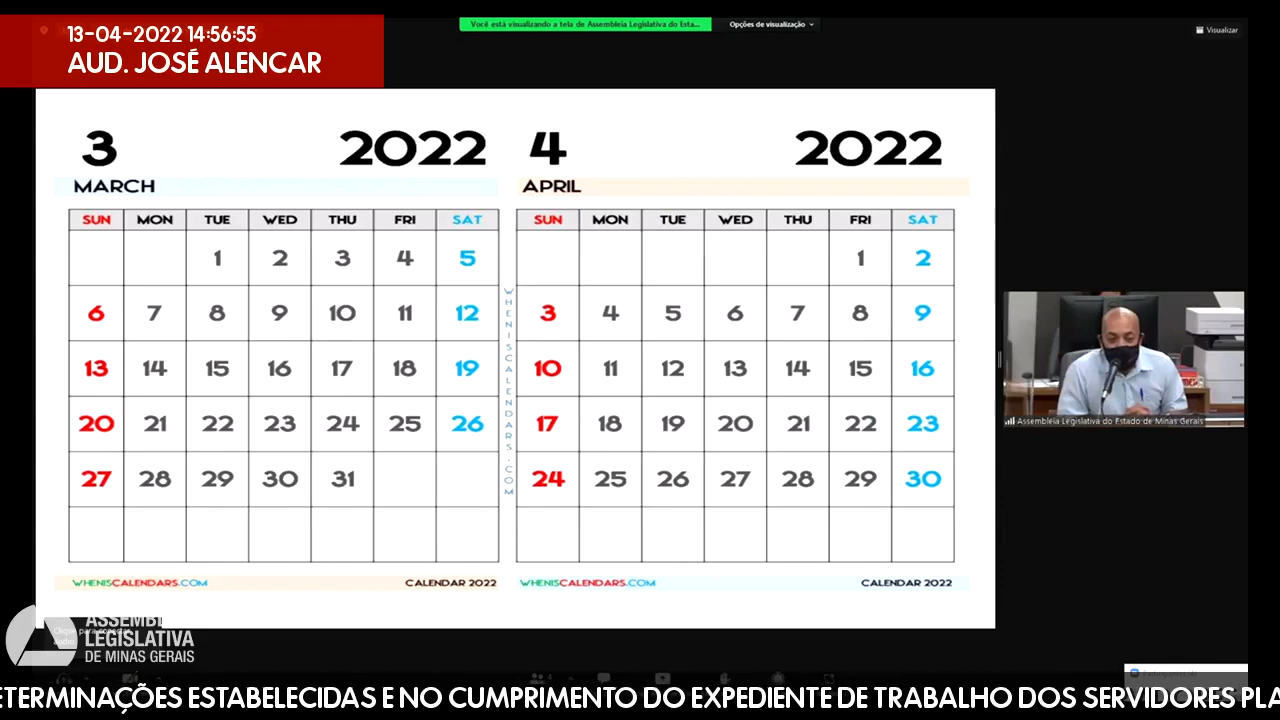 13-04-2022 14:56:55
AUD. JOSÉ ALENCAR
Você está visualizando a tela de Assembleia Legislativa do Esta...
Opções de visualização
Visualizar
3 2022
MARCH
SUN MON TUE WED THU FRI SAT
1 2 3 4 5
6 7 8 9 10 11 12
13 14 15 16 17 18 19
20 21 22 23 24 25 26
27 28 29 30 31
WHENISCALENDARS.COM CALENDAR 2022
WHENISCALENDARS.COM
4 2022
APRIL
SUN MON TUE WED THU FRI SAT
1 2
3 4 5 6 7 8 9
10 11 12 13 14 15 16
17 18 19 20 21 22 23
24 25 26 27 28 29 30
WHENISCALENDARS.COM CALENDAR 2022
Assembleia Legislativa do Estado de Minas Gerais
ASSEMBL
LEGISLATIVA
DE MINAS GERAIS
ETERMINAÇÕES ESTABELECIDAS E NO CUMPRIMENTO DO EXPEDIENTE DE TRABALHO DOS SERVIDORES PLA